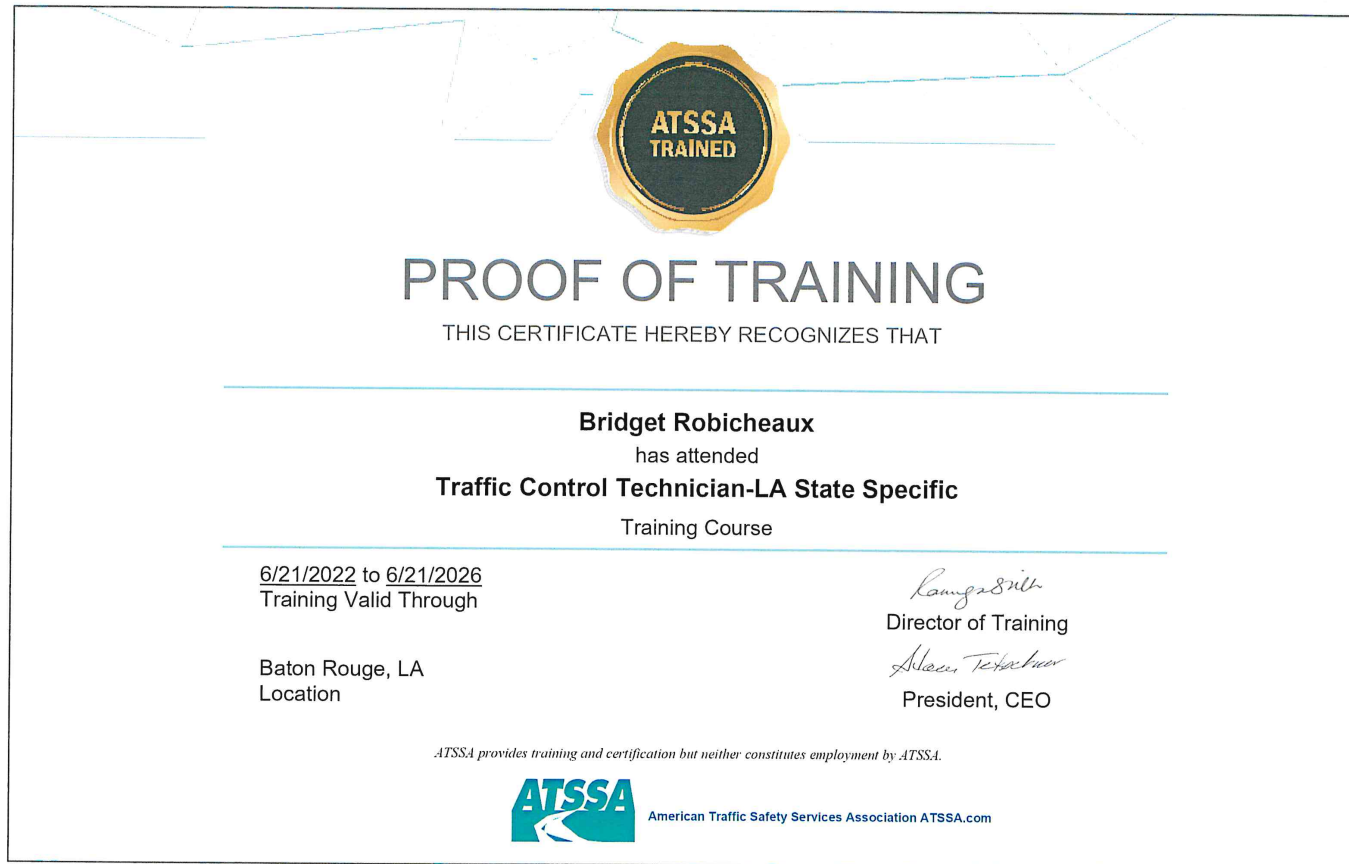 ATSSA
TRAINED
PROOF OF TRAINING
THIS CERTIFICATE HEREBY RECOGNIZES THAT
Bridget Robicheaux
has attended
Traffic Control Technician-LA State Specific
Training Course
6/21/2022 to 6/21/2026
Training Valid Through
Baton Rouge, LA
Location
Director of Training
President, CEO
ATSSA provides training and certification but neither constitutes employment by ATSSA.
ATSSA
American Traffic Safety Services Association ATSSA.com